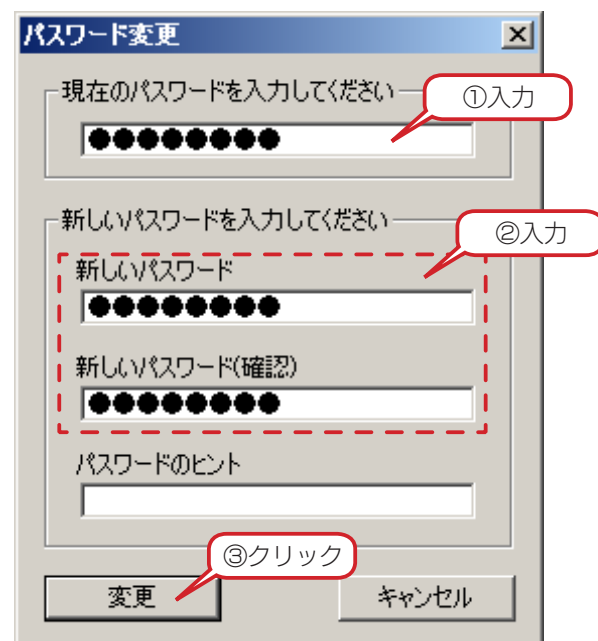 パスワード変更
現在のパスワードを入力してください
①入力
●●●●●●●●
新しいパスワードを入力してください
②入力
新しいパスワード
●●●●●●●●
新しいパスワード(確認)
●●●●●●●●
パスワードのヒント
③クリック
変更
キャンセル